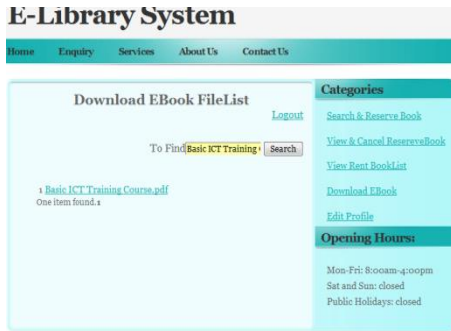 E-Library System
Home Enquiry Services About Us Contact Us
Download EBook FileList
Logout
To Find Basic ICT Training Search
1 Basic ICT Training Course.pdf
One item found.1
Categories
Search & Reserve Book
View & Cancel ResereveBook
View Rent BookList
Download EBook
Edit Profile
Opening Hours:
Mon-Fri: 8:00am-4:00pm
Sat and Sun: closed
Public Holidays: closed